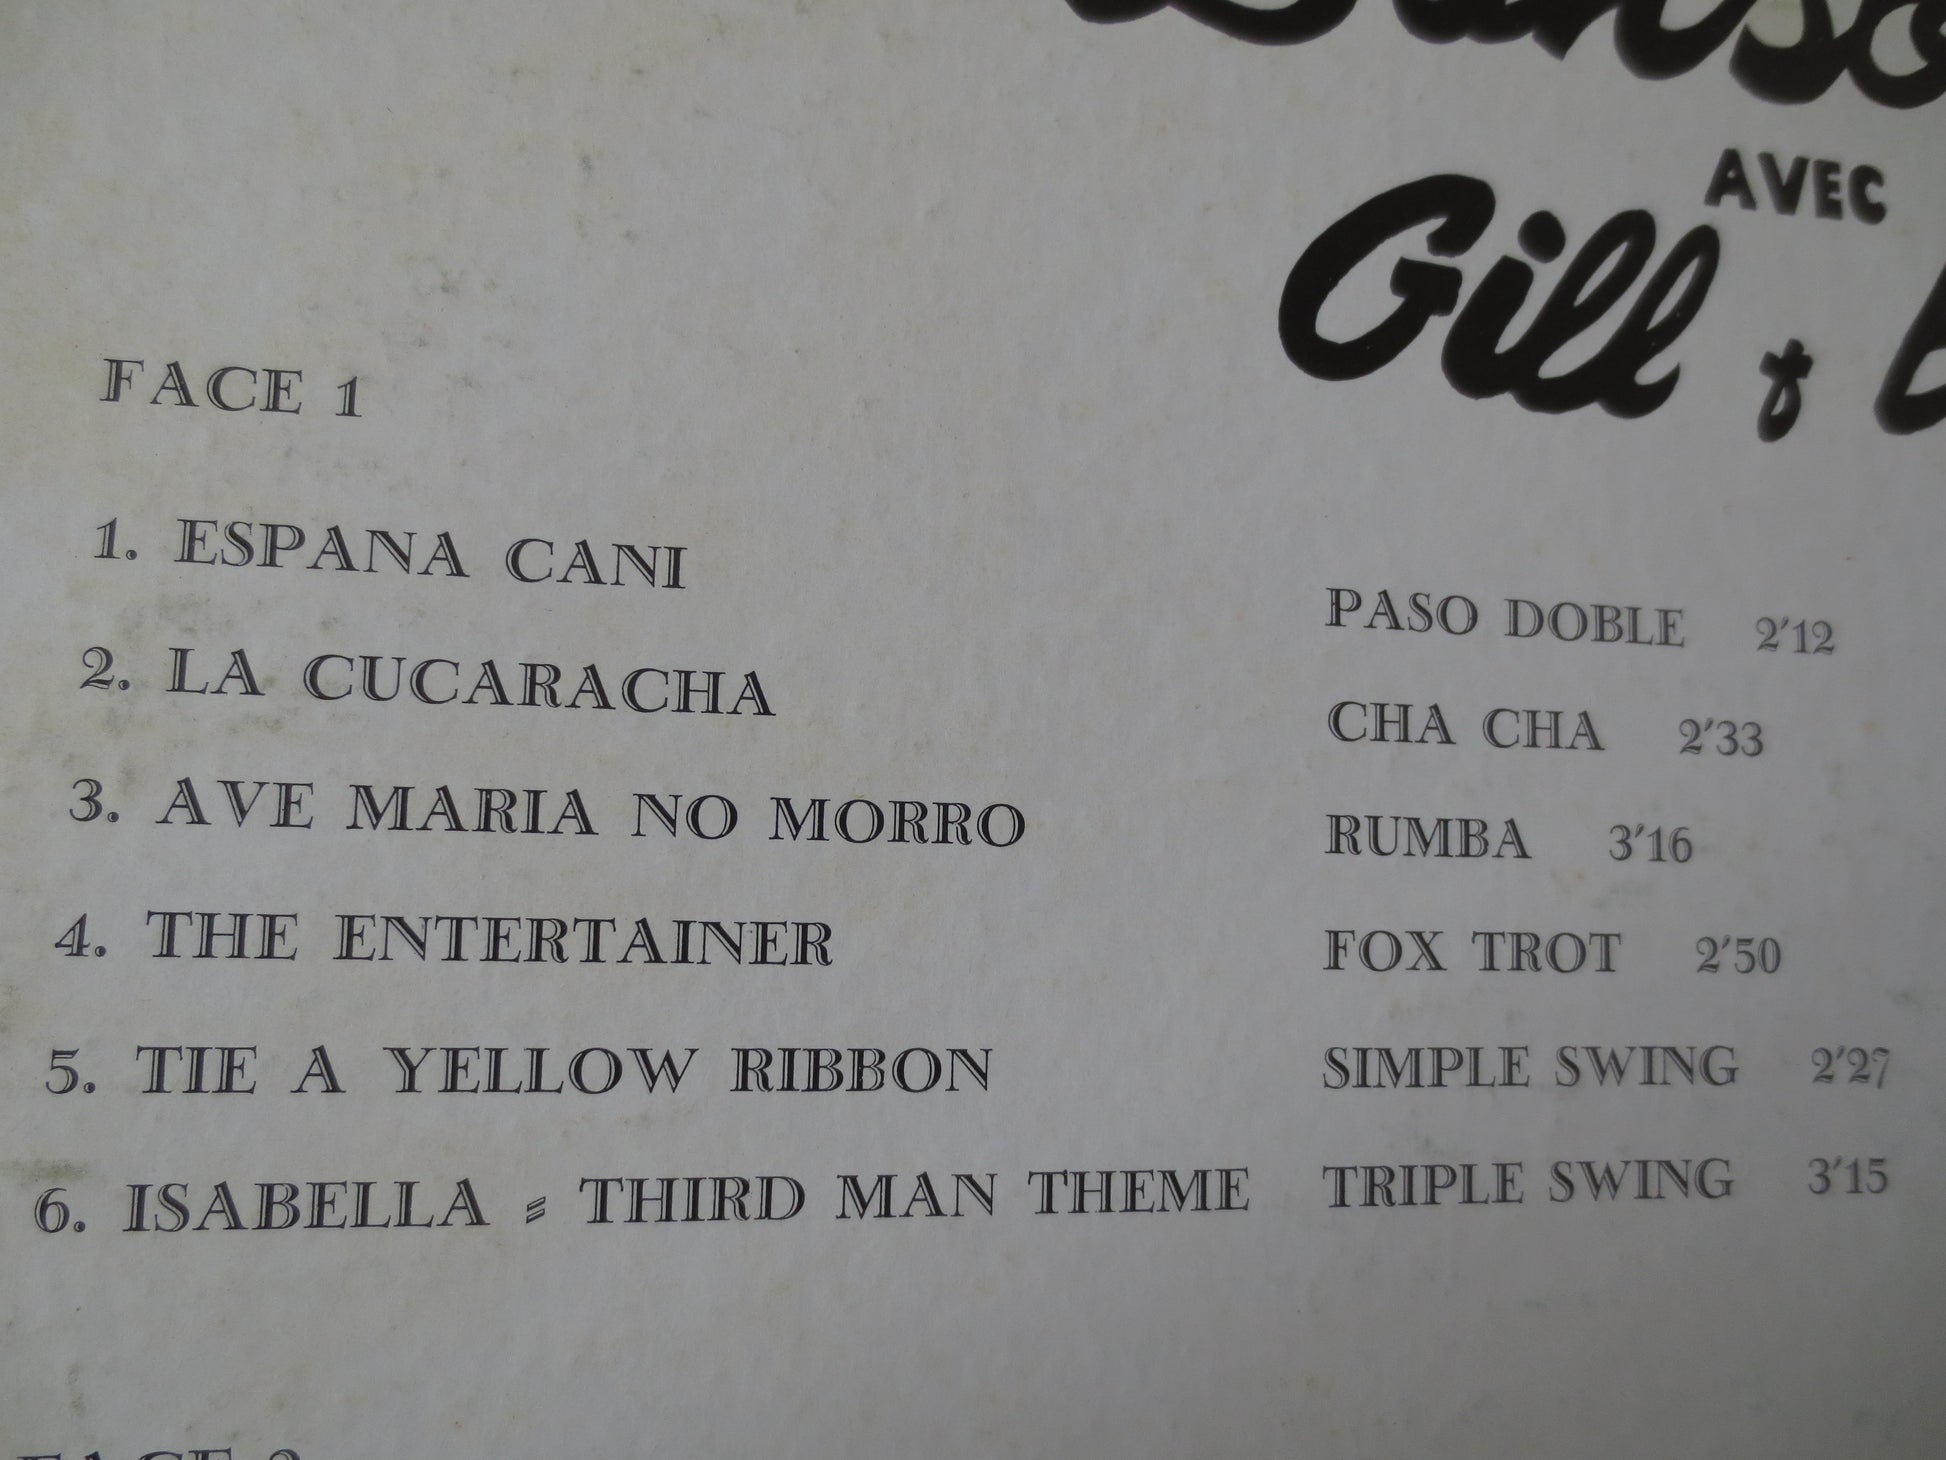 AVEC
Gill &
FACE 1
1. ESPANA CANI PASO DOBLE 2'12
2. LA CUCARACHA CHA CHA 2'33
3. AVE MARIA NO MORRO RUMBA 3'16
4. THE ENTERTAINER FOX TROT 2'50
5. TIE A YELLOW RIBBON SIMPLE SWING 2'27
6. ISABELLA = THIRD MAN THEME TRIPLE SWING 3'15
FACE 2